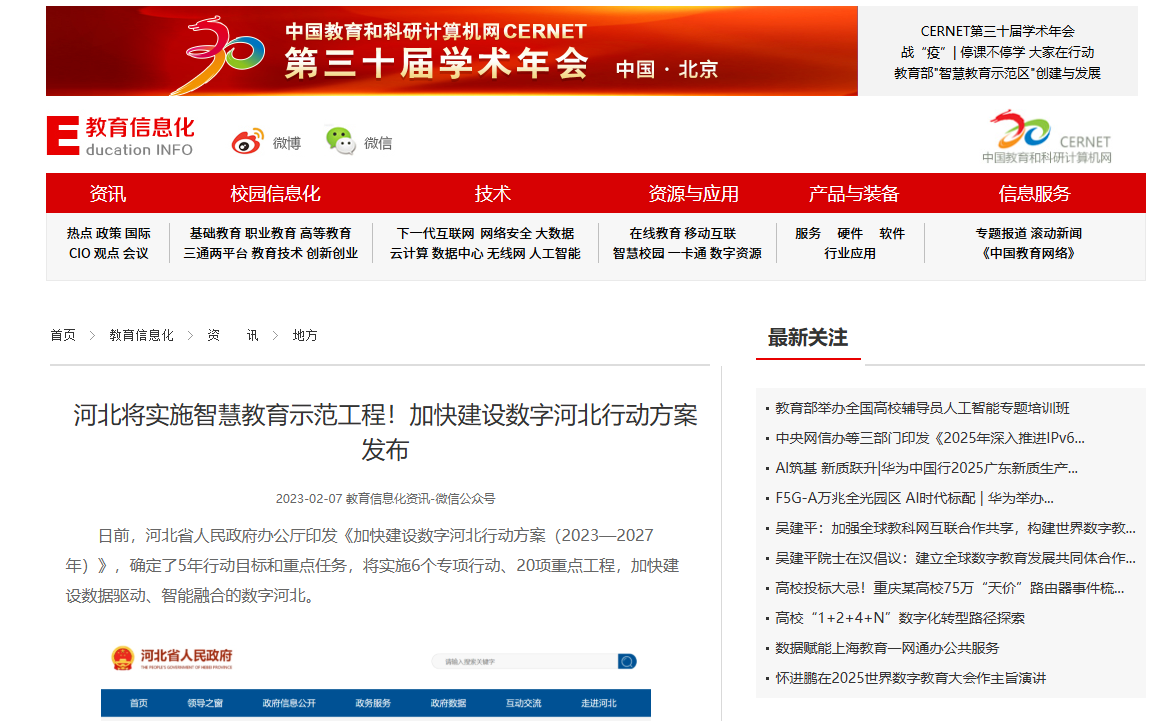 中国教育和科研计算机网CERNET
第三十届学术年会 中国·北京
CERNET第三十届学术年会
战“疫” | 停课不停学 大家在行动
教育部"智慧教育示范区"创建与发展
E 教育信息化
ducation INFO
微博
微信
CERNET
中国教育和科研计算机网
资讯 校园信息化 技术 资源与应用 产品与装备 信息服务
热点 政策 国际 基础教育 职业教育 高等教育 下一代互联网 网络安全 大数据 在线教育 移动互联 服务 硬件 软件 专题报道 滚动新闻
CIO 观点 会议 三通两平台 教育技术 创新创业 云计算 数据中心 无线网 人工智能 智慧校园 一卡通 数字资源 行业应用 《中国教育网络》
首页 > 教育信息化 > 资 讯 > 地方
河北将实施智慧教育示范工程！加快建设数字河北行动方案
发布
2023-02-07 教育信息化资讯-微信公众号
日前，河北省人民政府办公厅印发《加快建设数字河北行动方案（2023—2027
年）》，确定了5年行动目标和重点任务，将实施6个专项行动、20项重点工程，加快建
设数据驱动、智能融合的数字河北。
河北省人民政府
THE PEOPLE'S GOVERNMENT OF HEBEI PROVINCE
请输入搜索关键字
首页 领导之窗 政府信息公开 政务服务 政府数据 互动交流 走进河北
最新关注
教育部举办全国高校辅导员人工智能专题培训班
中央网信办等三部门印发《2025年深入推进IPv6...
AI筑基 新质跃升|华为中国行2025广东新质生产...
F5G-A万兆全光园区 AI时代标配 | 华为举办...
吴建平：加强全球教科网互联合作共享，构建世界数字教...
吴建平院士在汉倡议：建立全球数字教育发展共同体合作...
高校投标大忌！重庆某高校75万“天价”路由器事件梳...
高校“1+2+4+N”数字化转型路径探索
数据赋能上海教育一网通办公共服务
怀进鹏在2025世界数字教育大会作主旨演讲